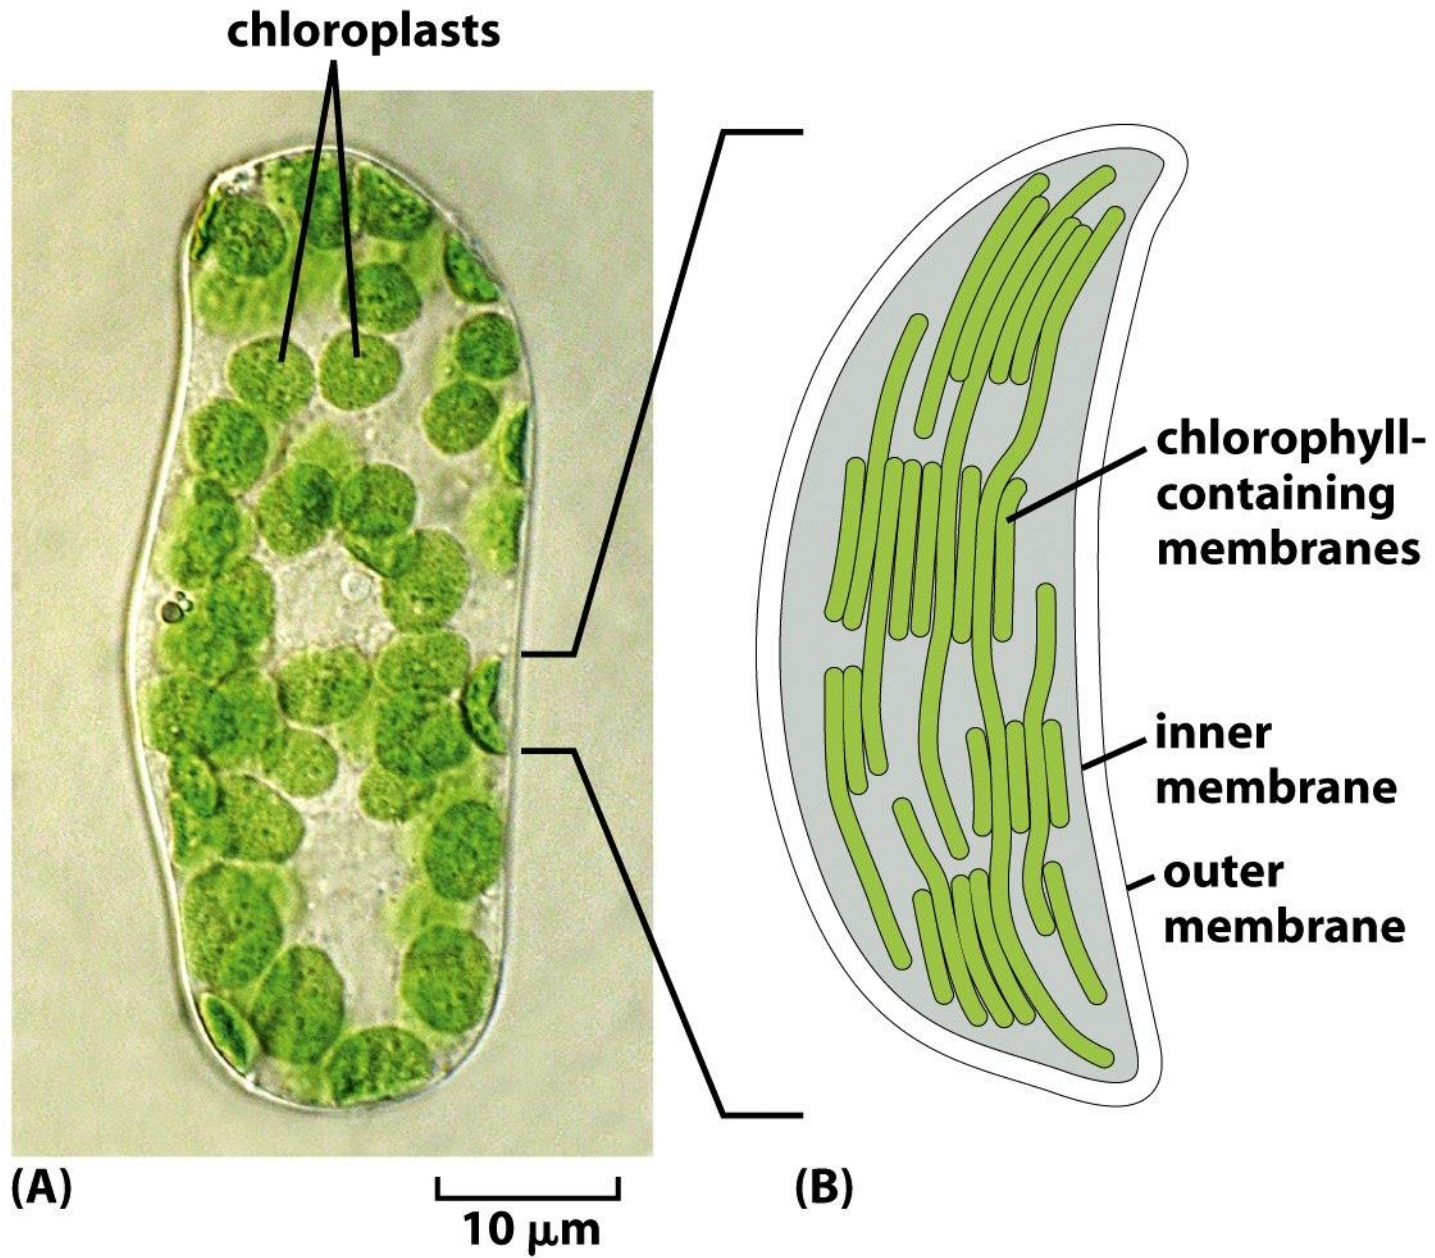 chloroplasts
chlorophyll-
containing
membranes
inner
membrane
outer
membrane
(A)
10 μm
(B)